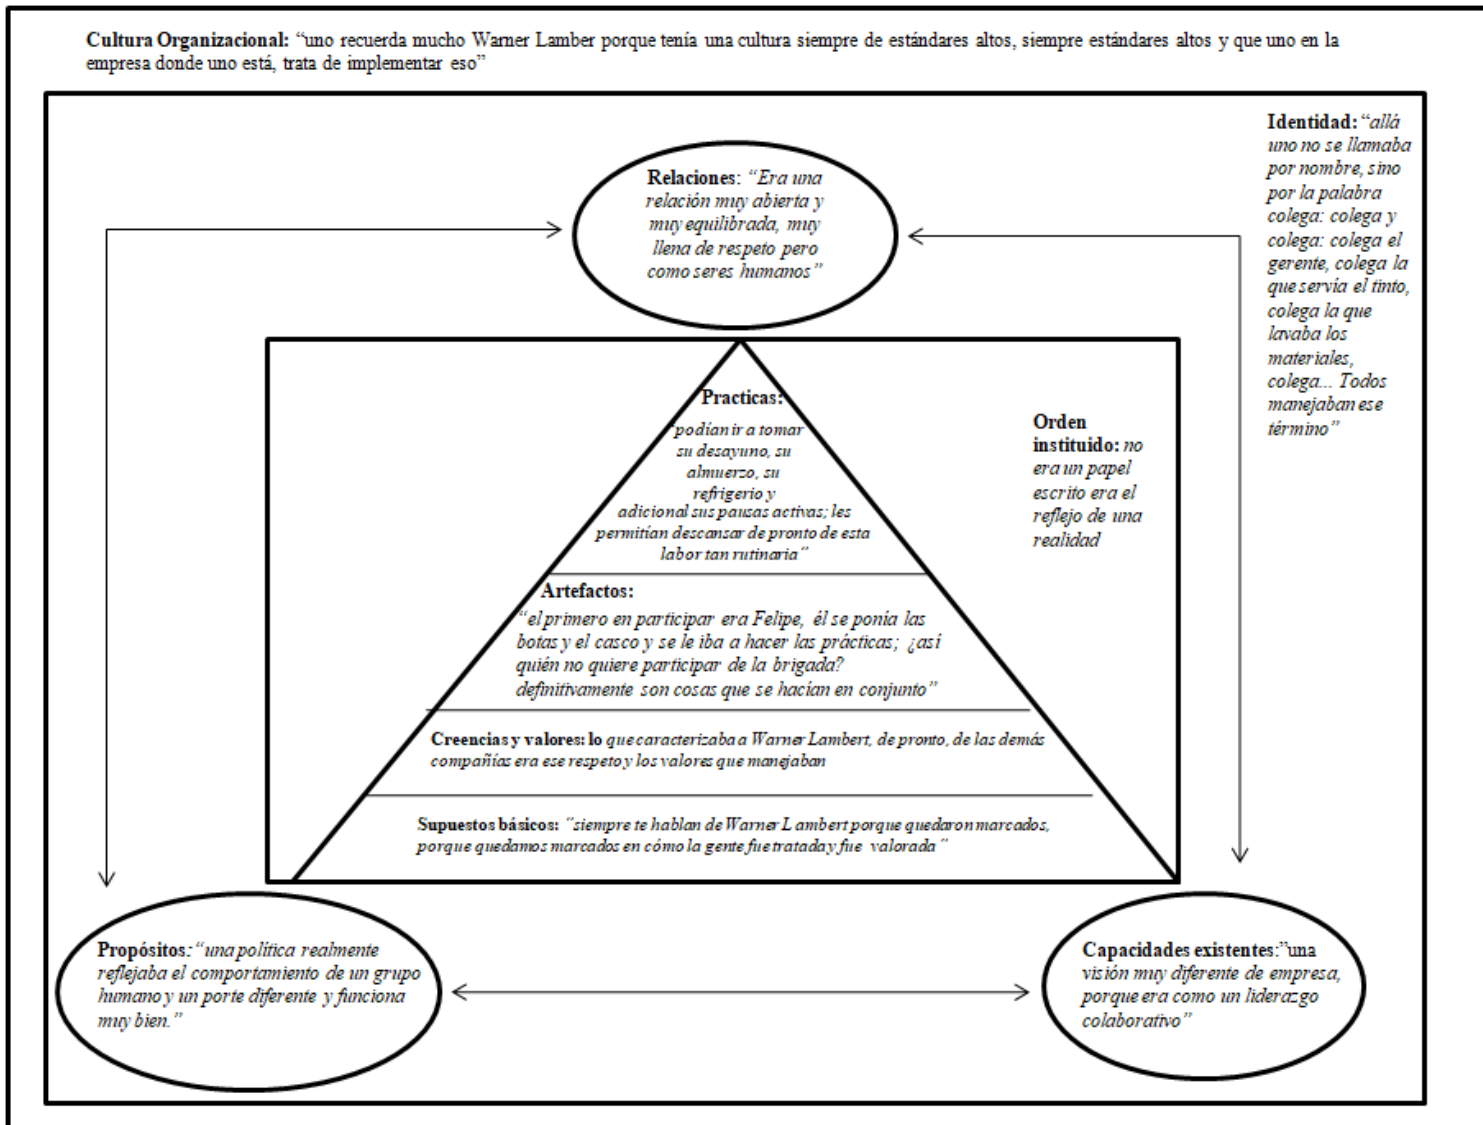 Cultura Organizacional: “uno recuerda mucho Warner Lamber porque tenía una cultura siempre de estándares altos, siempre estándares altos y que uno en la
empresa donde uno está, trata de implementar eso”
Identidad: “allá
uno no se llamaba
por nombre, sino
por la palabra
colega: colega y
colega: colega el
gerente, colega la
que servía el tinto,
colega la que
lavaba los
materiales,
colega... Todos
manejaban ese
término”
Relaciones: “Era una
relación muy abierta y
muy equilibrada, muy
llena de respeto pero
como seres humanos”
Practicas:
“podían ir a tomar
su desayuno, su
almuerzo, su
refrigerio y
adicional sus pausas activas; les
permitían descansar de pronto de esta
labor tan rutinaria”
Orden
instituido: no
era un papel
escrito era el
reflejo de una
realidad
Artefactos:
“el primero en participar era Felipe, él se ponía las
botas y el casco y se le iba a hacer las prácticas; ¿así
quién no quiere participar de la brigada?
definitivamente son cosas que se hacían en conjunto”
Creencias y valores: lo que caracterizaba a Warner Lambert, de pronto, de las demás
compañías era ese respeto y los valores que manejaban
Supuestos básicos: “siempre te hablan de Warner Lambert porque quedaron marcados,
porque quedamos marcados en cómo la gente fue tratada y fue valorada”
Propósitos: “una política realmente
reflejaba el comportamiento de un grupo
humano y un porte diferente y funciona
muy bien.”
Capacidades existentes:”una
visión muy diferente de empresa,
porque era como un liderazgo
colaborativo”